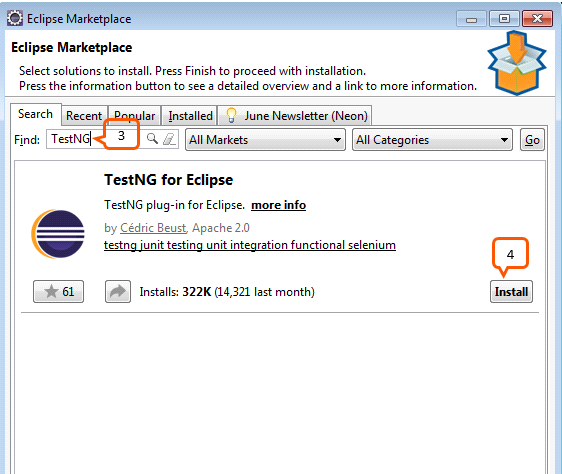 Eclipse Marketplace
Eclipse Marketplace
Select solutions to install. Press Finish to proceed with installation.
Press the information button to see a detailed overview and a link to more information.
Search Recent Popular Installed June Newsletter (Neon)
Find: TestNG 3 All Markets All Categories Go
TestNG for Eclipse
TestNG plug-in for Eclipse. more info
by Cédric Beust, Apache 2.0
testng junit testing unit integration functional selenium
4
61 Installs: 322K (14,321 last month) Install